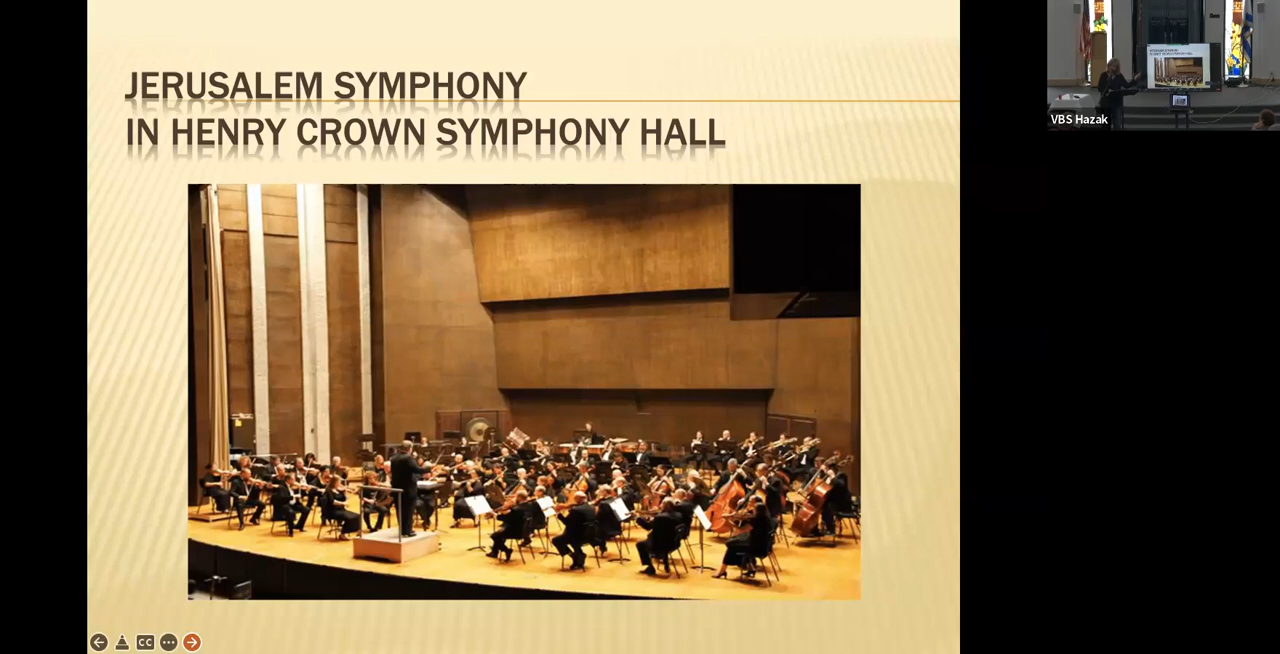 JERUSALEM SYMPHONY
IN HENRY CROWN SYMPHONY HALL
VBS Hazak
CC